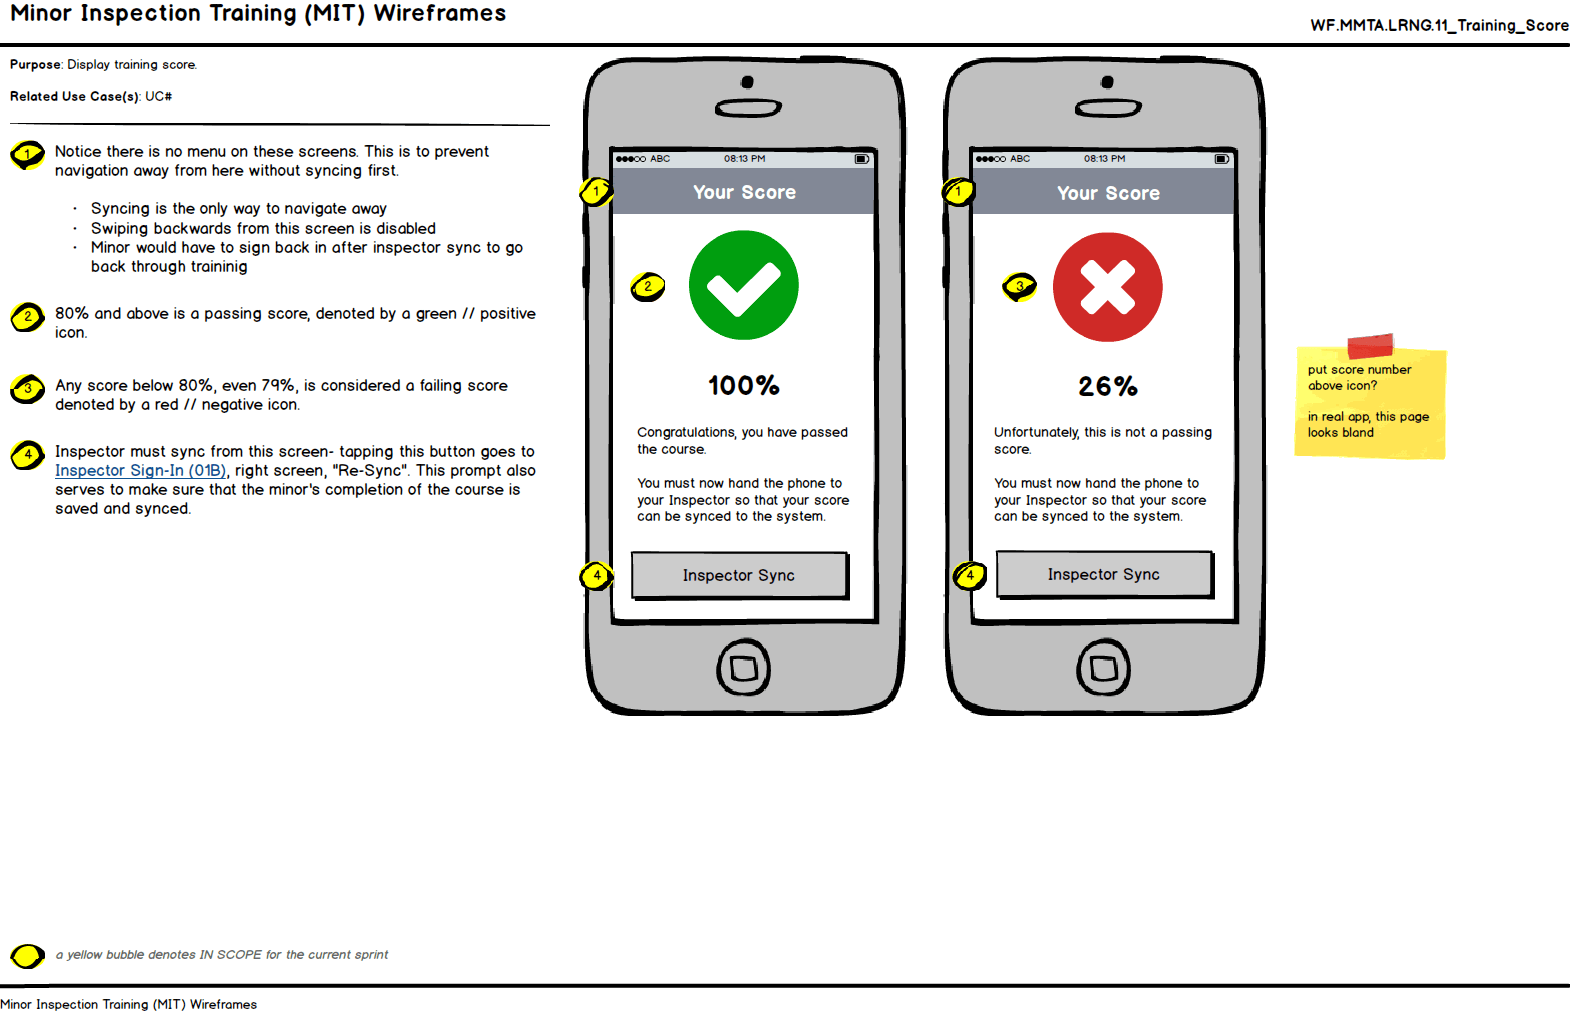 Minor Inspection Training (MIT) Wireframes
WF.MMTA.LRNG.11_Training_Score
Purpose: Display training score.
Related Use Case(s): UC#
1
Notice there is no menu on these screens. This is to prevent
navigation away from here without syncing first.
· Syncing is the only way to navigate away
· Swiping backwards from this screen is disabled
· Minor would have to sign back in after inspector sync to go
back through traininig
2
80% and above is a passing score, denoted by a green // positive
icon.
3
Any score below 80%, even 79%, is considered a failing score
denoted by a red // negative icon.
4
Inspector must sync from this screen- tapping this button goes to
Inspector Sign-In (01B), right screen, "Re-Sync". This prompt also
serves to make sure that the minor's completion of the course is
saved and synced.
ABC 08:13 PM
1
Your Score
2
100%
Congratulations, you have passed
the course.
You must now hand the phone to
your Inspector so that your score
can be synced to the system.
4
Inspector Sync
ABC 08:13 PM
1
Your Score
3
26%
Unfortunately, this is not a passing
score.
You must now hand the phone to
your Inspector so that your score
can be synced to the system.
4
Inspector Sync
put score number
above icon?
in real app, this page
looks bland
a yellow bubble denotes IN SCOPE for the current sprint
Minor Inspection Training (MIT) Wireframes